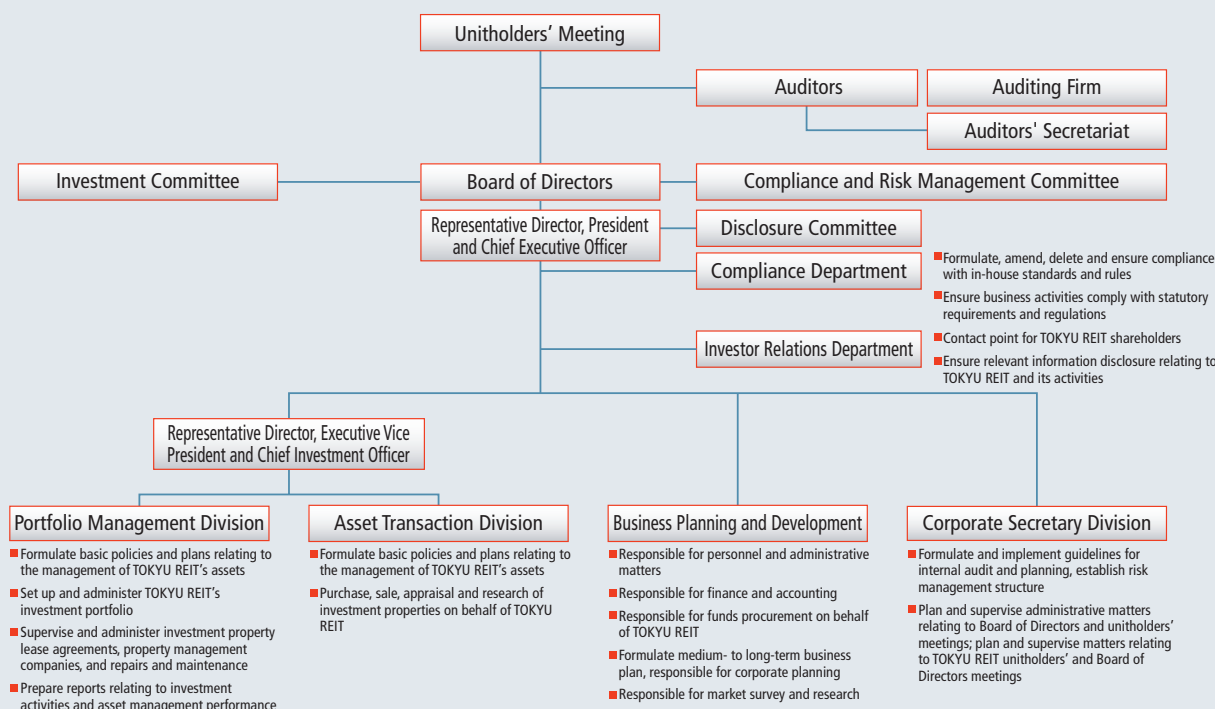 Unitholders' Meeting
Auditors
Auditing Firm
Auditors' Secretariat
Investment Committee
Board of Directors
Compliance and Risk Management Committee
Representative Director, President
and Chief Executive Officer
Disclosure Committee
Compliance Department
■Formulate, amend, delete and ensure compliance
with in-house standards and rules
■Ensure business activities comply with statutory
requirements and regulations
Investor Relations Department
■Contact point for TOKYU REIT shareholders
■Ensure relevant information disclosure relating to
TOKYU REIT and its activities
Representative Director, Executive Vice
President and Chief Investment Officer
Portfolio Management Division
■Formulate basic policies and plans relating to
the management of TOKYU REIT's assets
■Set up and administer TOKYU REIT's
investment portfolio
■Supervise and administer investment property
lease agreements, property management
companies, and repairs and maintenance
■Prepare reports relating to investment
activities and asset management performance
Asset Transaction Division
■Formulate basic policies and plans relating to
the management of TOKYU REIT's assets
■Purchase, sale, appraisal and research of
investment properties on behalf of TOKYU
REIT
Business Planning and Development
■Responsible for personnel and administrative
matters
■Responsible for finance and accounting
■Responsible for funds procurement on behalf
of TOKYU REIT
■Formulate medium- to long-term business
plan, responsible for corporate planning
■Responsible for market survey and research
Corporate Secretary Division
■Formulate and implement guidelines for
internal audit and planning, establish risk
management structure
■Plan and supervise administrative matters
relating to Board of Directors and unitholders'
meetings; plan and supervise matters relating
to TOKYU REIT unitholders' and Board of
Directors meetings